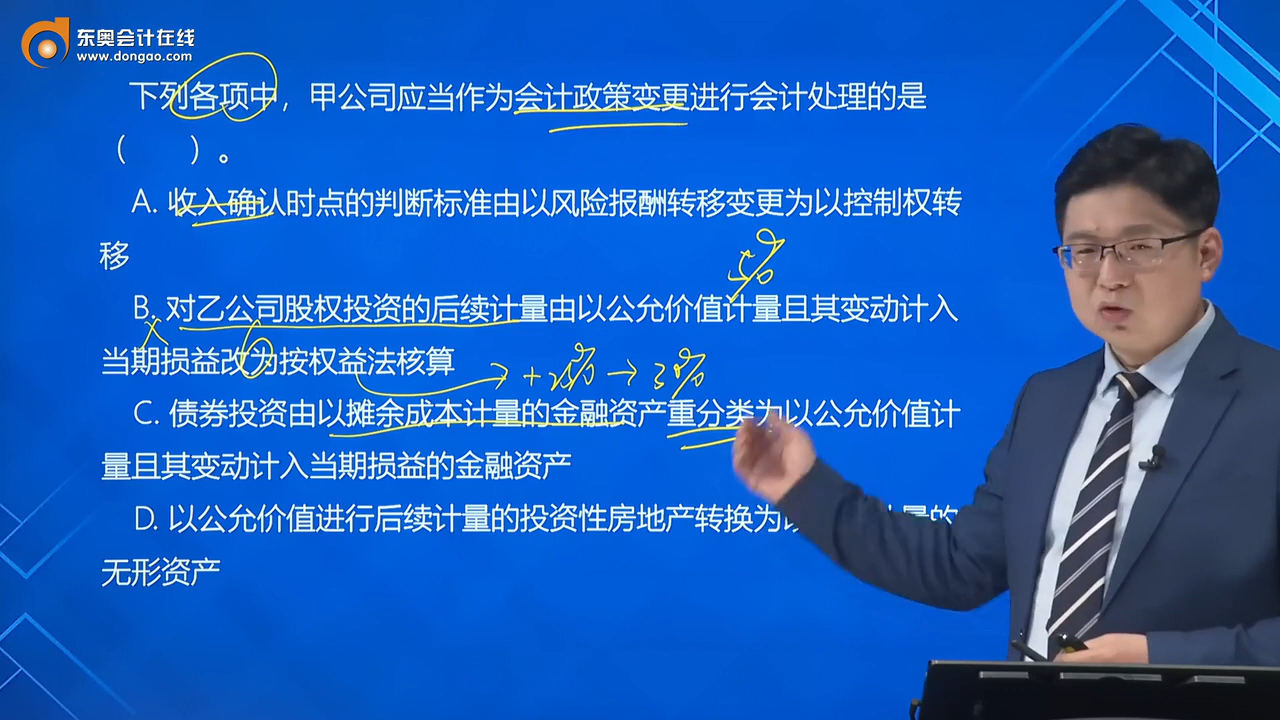 东奥会计在线
www.dongao.com
下列各项中，甲公司应当作为会计政策变更进行会计处理的是
（　　）。
A. 收入确认时点的判断标准由以风险报酬转移变更为以控制权转
移
5%
B. 对乙公司股权投资的后续计量由以公允价值计量且其变动计入
当期损益改为按权益法核算
+25% → 30%
C. 债券投资由以摊余成本计量的金融资产重分类为以公允价值计
量且其变动计入当期损益的金融资产
D. 以公允价值进行后续计量的投资性房地产转换为以 量的
无形资产